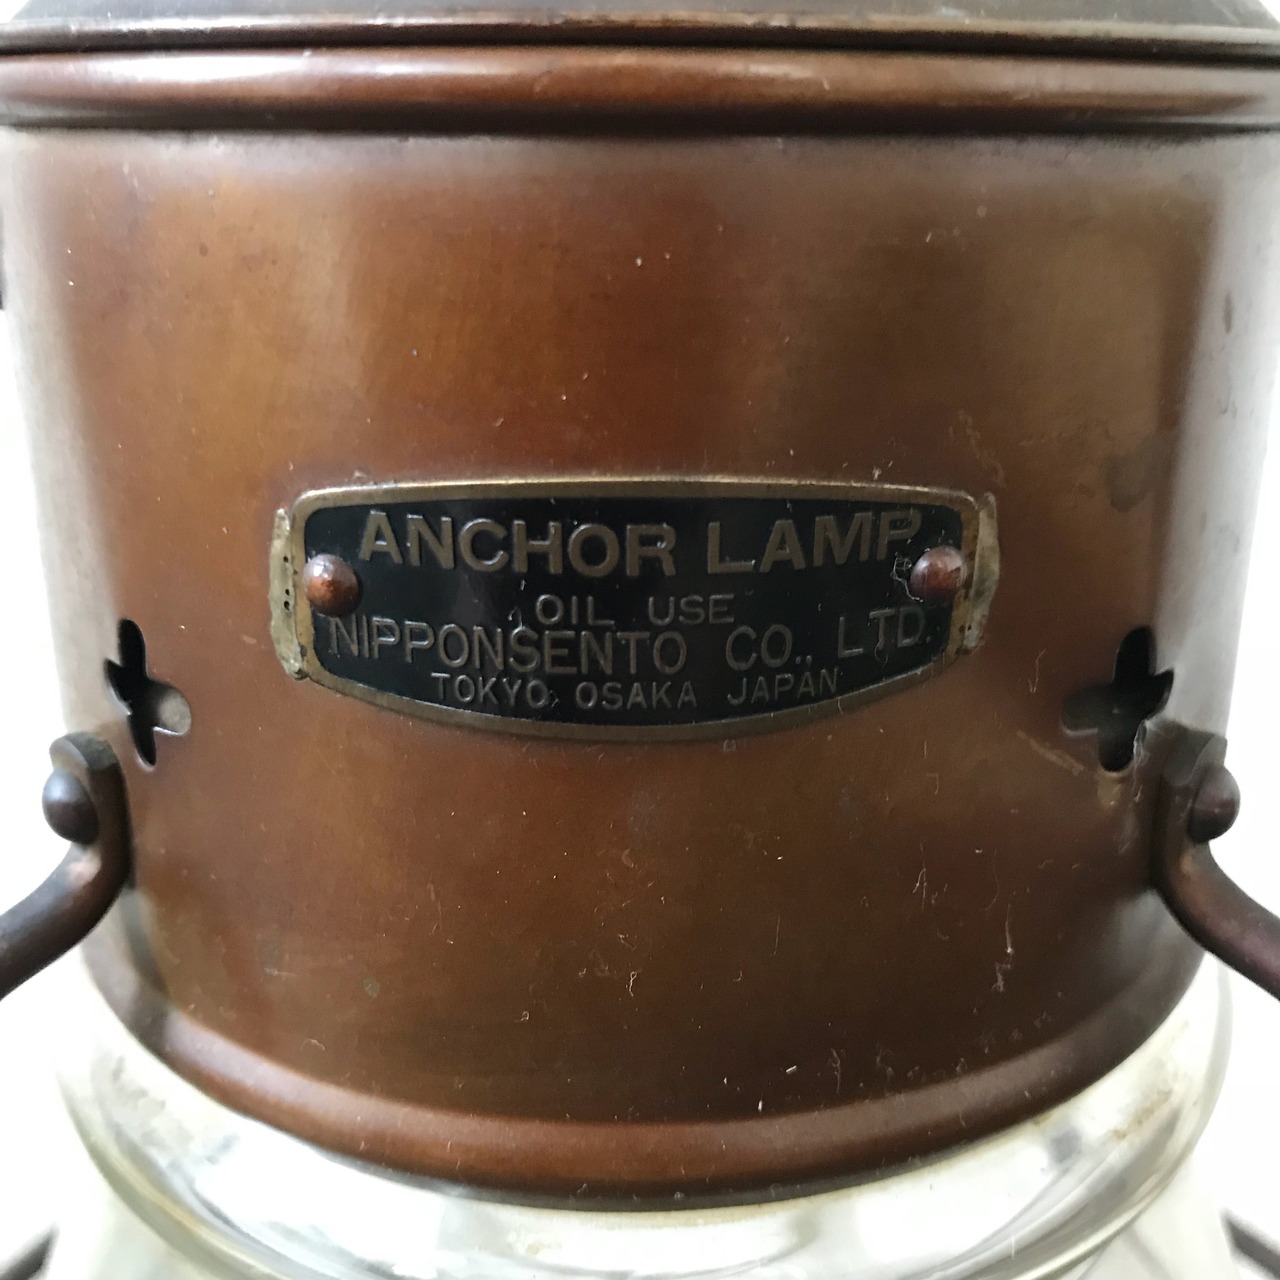 ANCHOR LAMP
OIL USE
NIPPONSENTO CO., LTD.
TOKYO. OSAKA JAPAN